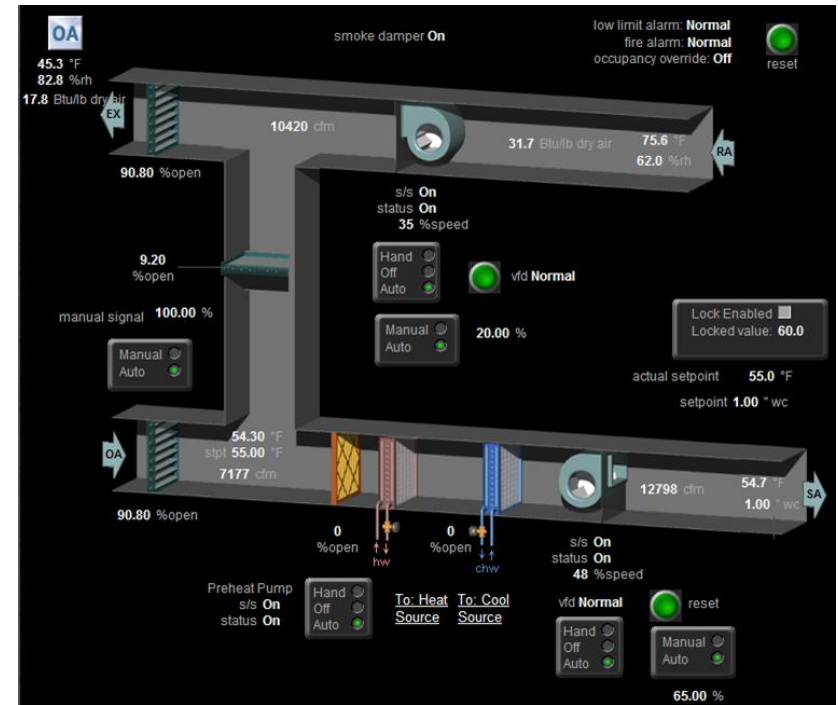 OA
smoke damper On
low limit alarm: Normal
fire alarm: Normal
occupancy override: Off
reset
45.3 °F
82.8 %rh
17.8 Btu/lb dry air
EX
10420 cfm
31.7 Btu/lb dry air
75.6 °F
62.0 %rh
RA
90.80 %open
s/s On
status On
35 %speed
9.20
%open
Hand
Off
Auto
vfd Normal
manual signal 100.00 %
Manual
Auto
Manual
Auto
20.00 %
Lock Enabled
Locked value: 60.0
actual setpoint 55.0 °F
setpoint 1.00 " wc
OA
54.30 °F
stpt 55.00 °F
7177 cfm
12798 cfm
54.7 °F
1.00 " wc
SA
90.80 %open
0
%open
hw
0
%open
chw
s/s On
status On
48 %speed
Preheat Pump
s/s On
status On
Hand
Off
Auto
To: Heat
Source
To: Cool
Source
vfd Normal
reset
Hand
Off
Auto
Manual
Auto
65.00 %